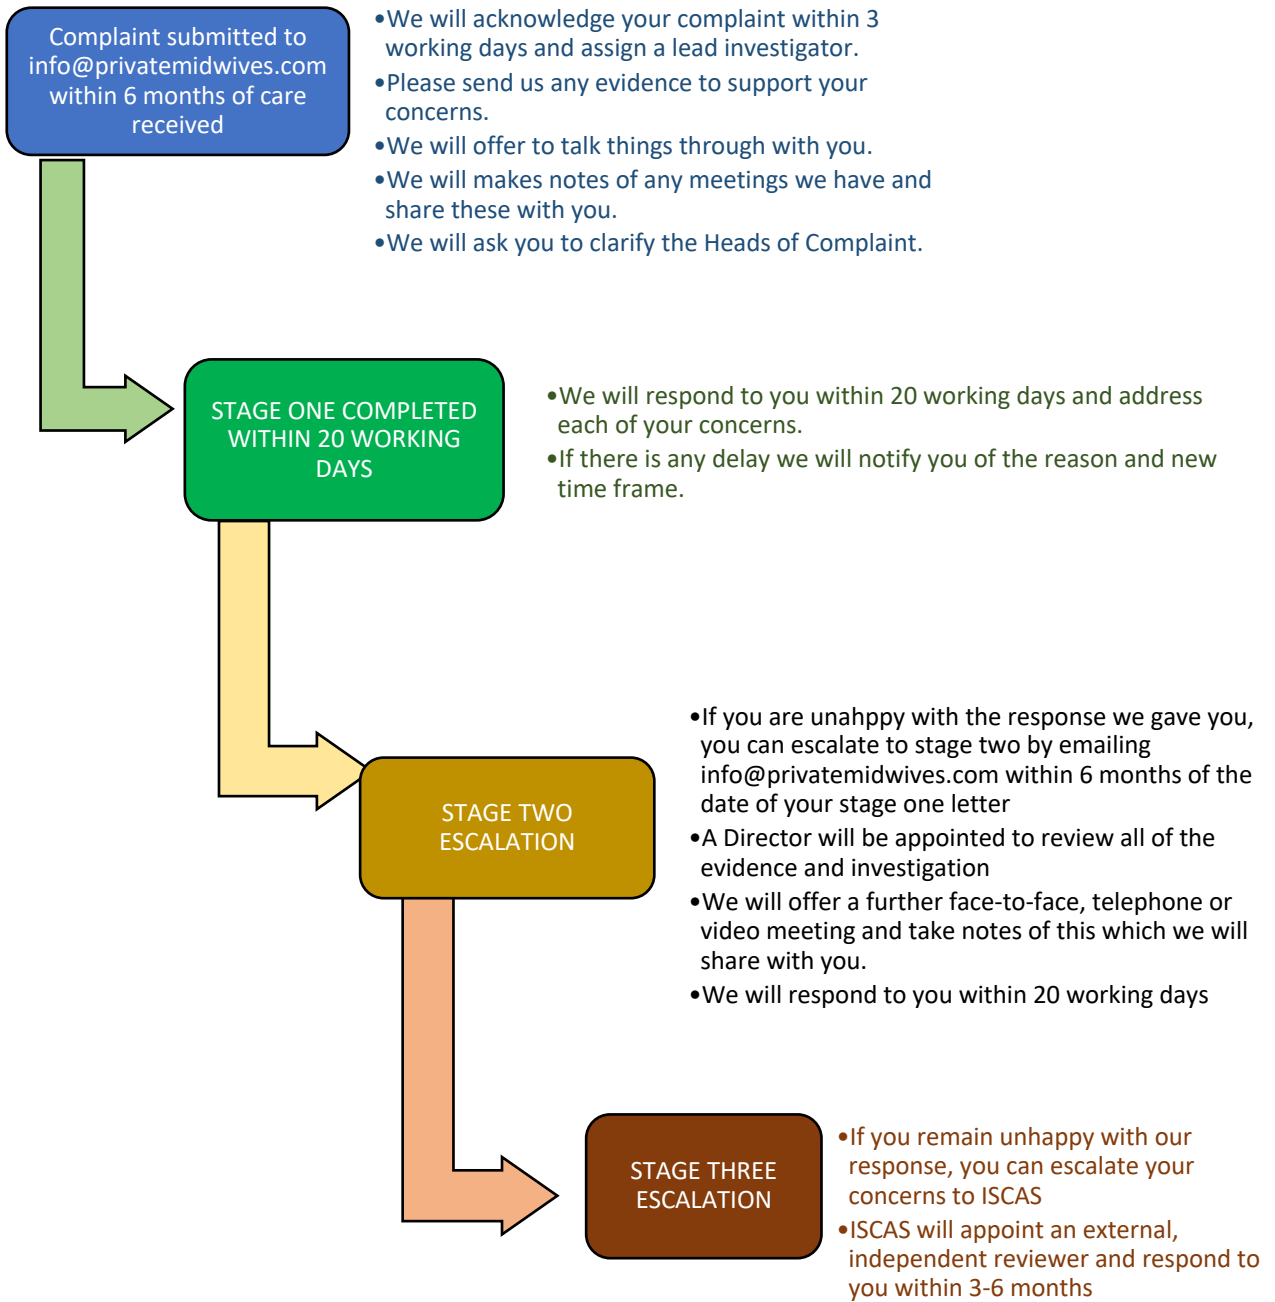 Complaint submitted to
info@privatemidwives.com
within 6 months of care
received
•We will acknowledge your complaint within 3
working days and assign a lead investigator.
•Please send us any evidence to support your
concerns.
•We will offer to talk things through with you.
•We will makes notes of any meetings we have and
share these with you.
•We will ask you to clarify the Heads of Complaint.
STAGE ONE COMPLETED
WITHIN 20 WORKING
DAYS
•We will respond to you within 20 working days and address
each of your concerns.
•If there is any delay we will notify you of the reason and new
time frame.
STAGE TWO
ESCALATION
•If you are unahppy with the response we gave you,
you can escalate to stage two by emailing
info@privatemidwives.com within 6 months of the
date of your stage one letter
•A Director will be appointed to review all of the
evidence and investigation
•We will offer a further face-to-face, telephone or
video meeting and take notes of this which we will
share with you.
•We will respond to you within 20 working days
STAGE THREE
ESCALATION
•If you remain unhappy with our
response, you can escalate your
concerns to ISCAS
•ISCAS will appoint an external,
independent reviewer and respond to
you within 3-6 months